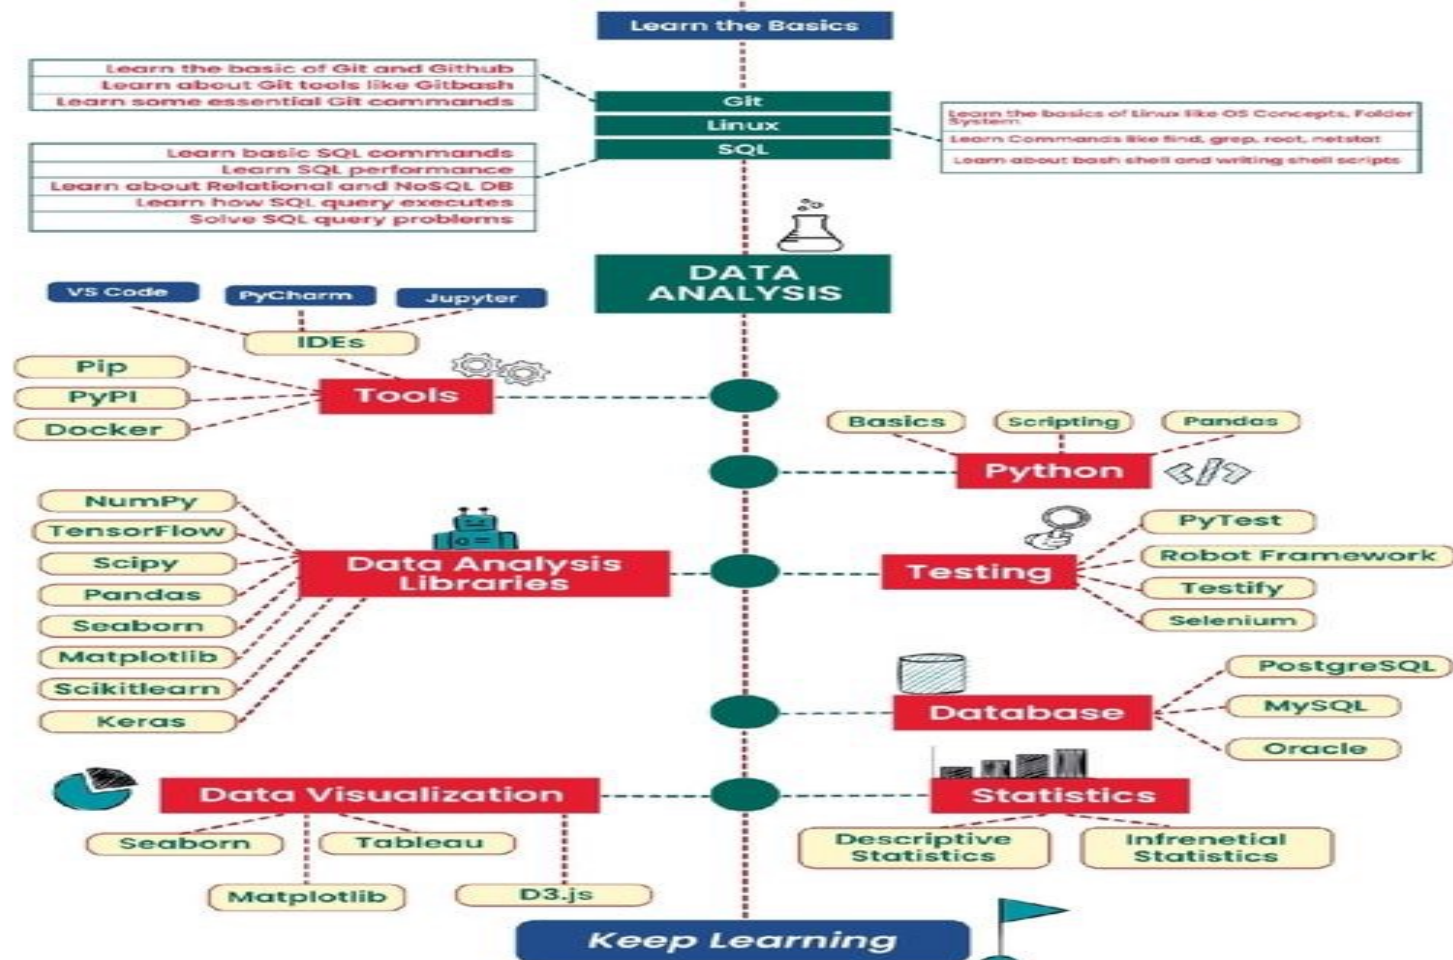 Learn the Basics
Learn the basic of Git and Github
Learn about Git tools like Gitbash
Learn some essential Git commands
Git
Linux
SQL
Learn the basics of Linux like OS Concepts, Folder
System
Learn Commands like find, grep, root, netstat
Learn about bash shell and writing shell scripts
Learn basic SQL commands
Learn SQL performance
Learn about Relational and NoSQL DB
Learn how SQL query executes
Solve SQL query problems
DATA
ANALYSIS
VS Code
PyCharm
Jupyter
IDEs
Pip
PyPI
Docker
Tools
Basics
Scripting
Pandas
Python
</>
NumPy
TensorFlow
Scipy
Pandas
Seaborn
Matplotlib
Scikitlearn
Keras
Data Analysis
Libraries
Testing
PyTest
Robot Framework
Testify
Selenium
Database
PostgreSQL
MySQL
Oracle
Data Visualization
Seaborn
Tableau
Matplotlib
D3.js
Statistics
Descriptive
Statistics
Infrenetial
Statistics
Keep Learning